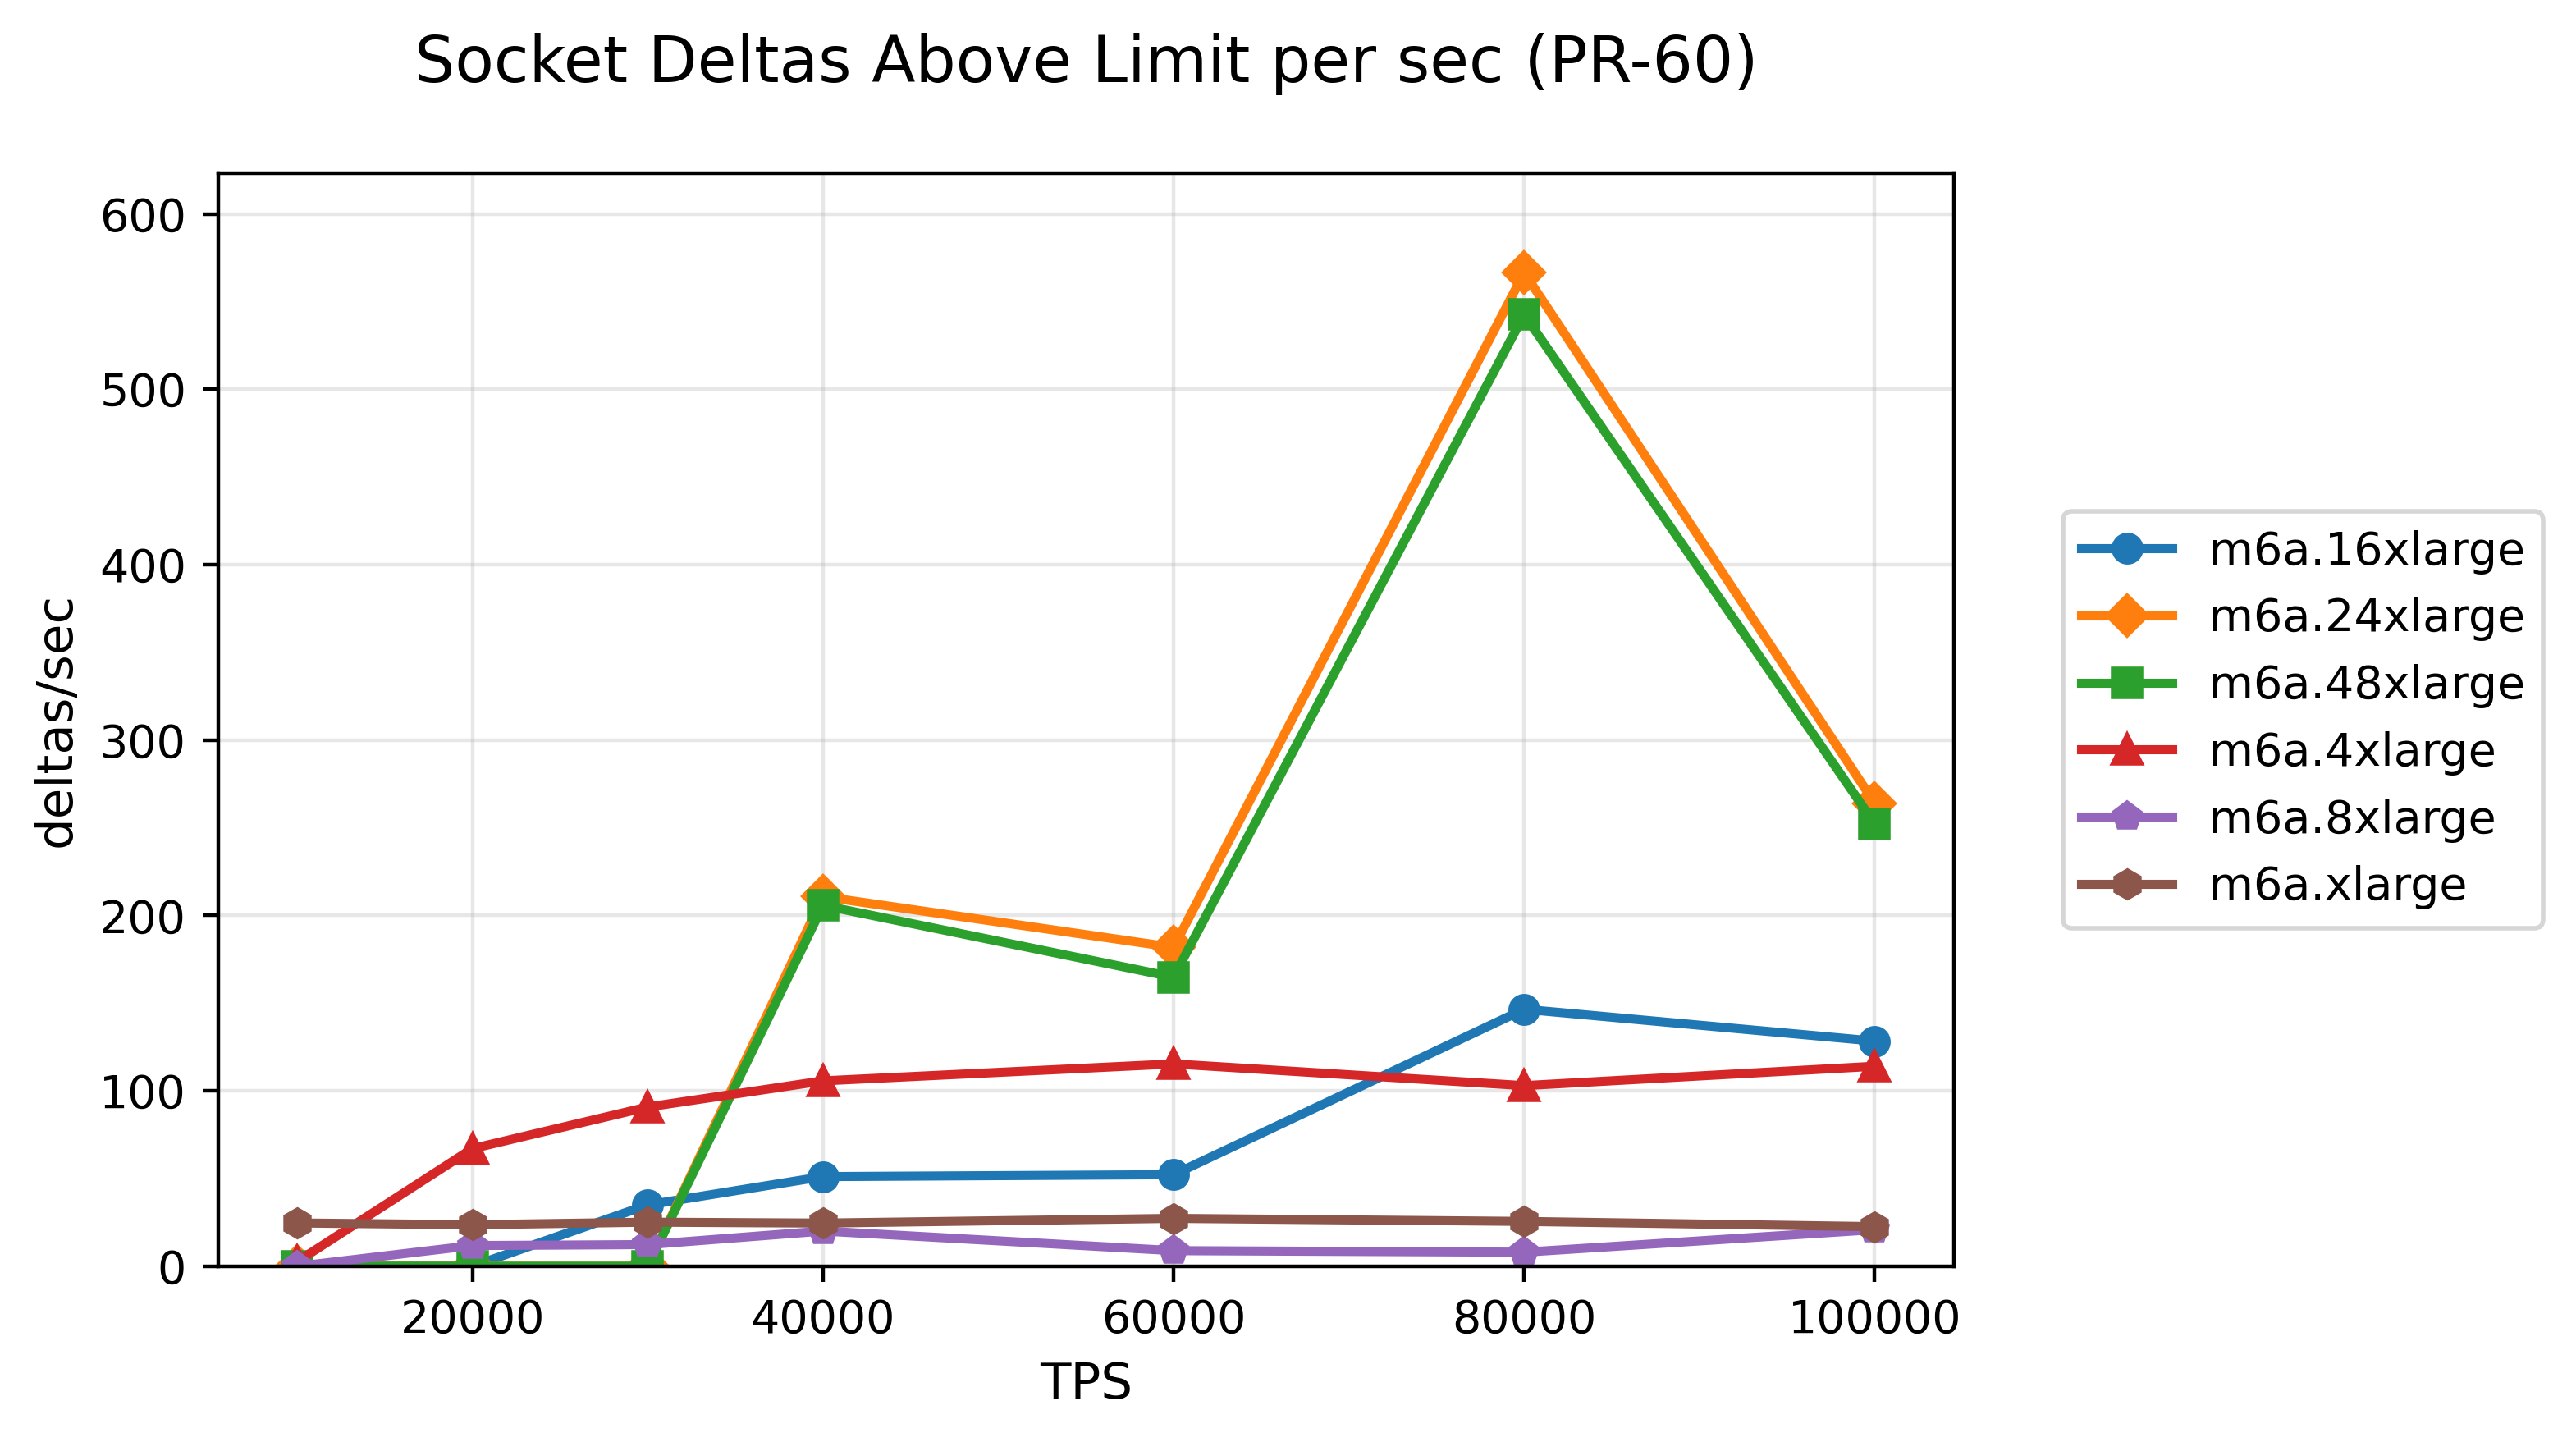 Socket Deltas Above Limit per sec (PR-60)
600
500
400
300
200
100
0
deltas/sec
20000 40000 60000 80000 100000
TPS
m6a.16xlarge
m6a.24xlarge
m6a.48xlarge
m6a.4xlarge
m6a.8xlarge
m6a.xlarge